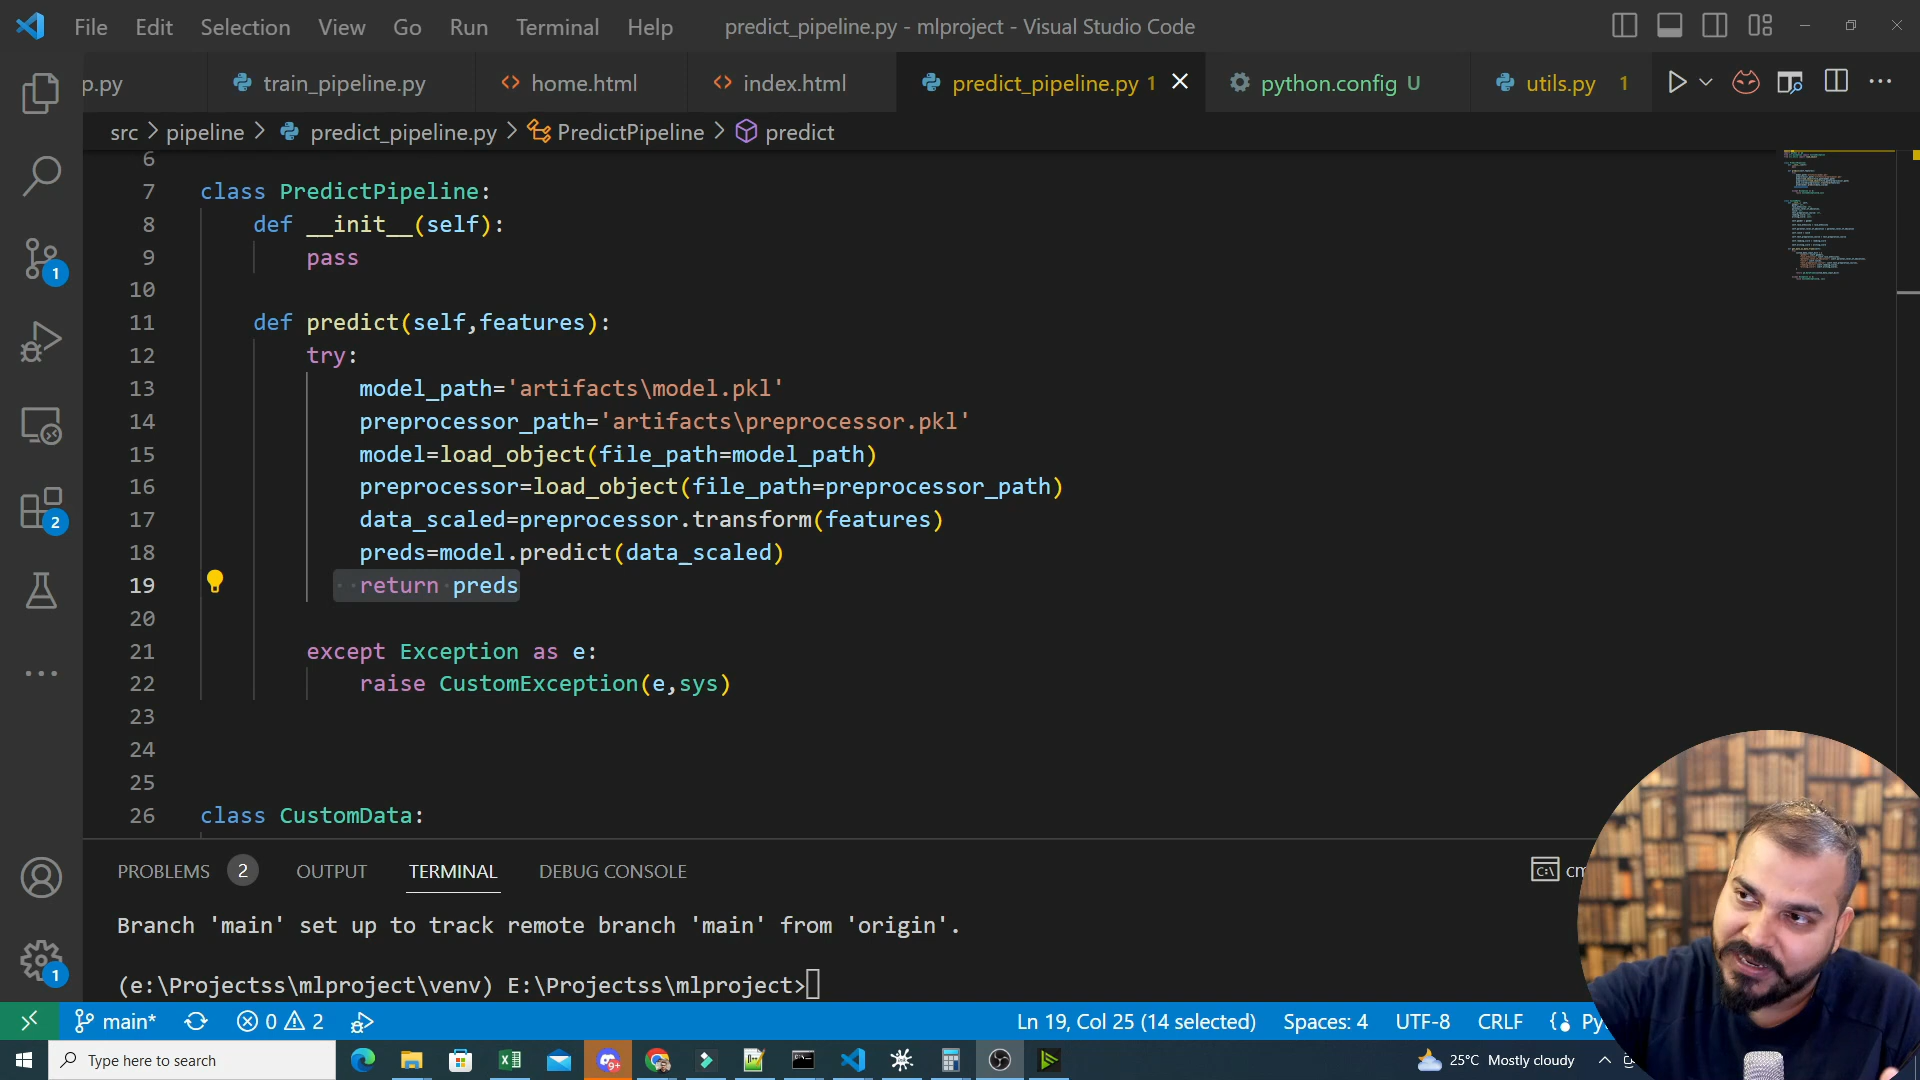 File Edit Selection View Go Run Terminal Help predict_pipeline.py - mlproject - Visual Studio Code
p.py train_pipeline.py home.html index.html predict_pipeline.py 1 python.config U utils.py 1
src > pipeline > predict_pipeline.py > PredictPipeline > predict
6
7 class PredictPipeline:
8 def __init__(self):
9 pass
10
11 def predict(self,features):
12 try:
13 model_path='artifacts\model.pkl'
14 preprocessor_path='artifacts\preprocessor.pkl'
15 model=load_object(file_path=model_path)
16 preprocessor=load_object(file_path=preprocessor_path)
17 data_scaled=preprocessor.transform(features)
18 preds=model.predict(data_scaled)
19 return preds
20
21 except Exception as e:
22 raise CustomException(e,sys)
23
24
25
26 class CustomData:
1
2
1
PROBLEMS 2 OUTPUT TERMINAL DEBUG CONSOLE
Branch 'main' set up to track remote branch 'main' from 'origin'.
(e:\Projectss\mlproject\venv) E:\Projectss\mlproject>
main* 0 2 Ln 19, Col 25 (14 selected) Spaces: 4 UTF-8 CRLF
Type here to search 25°C Mostly cloudy